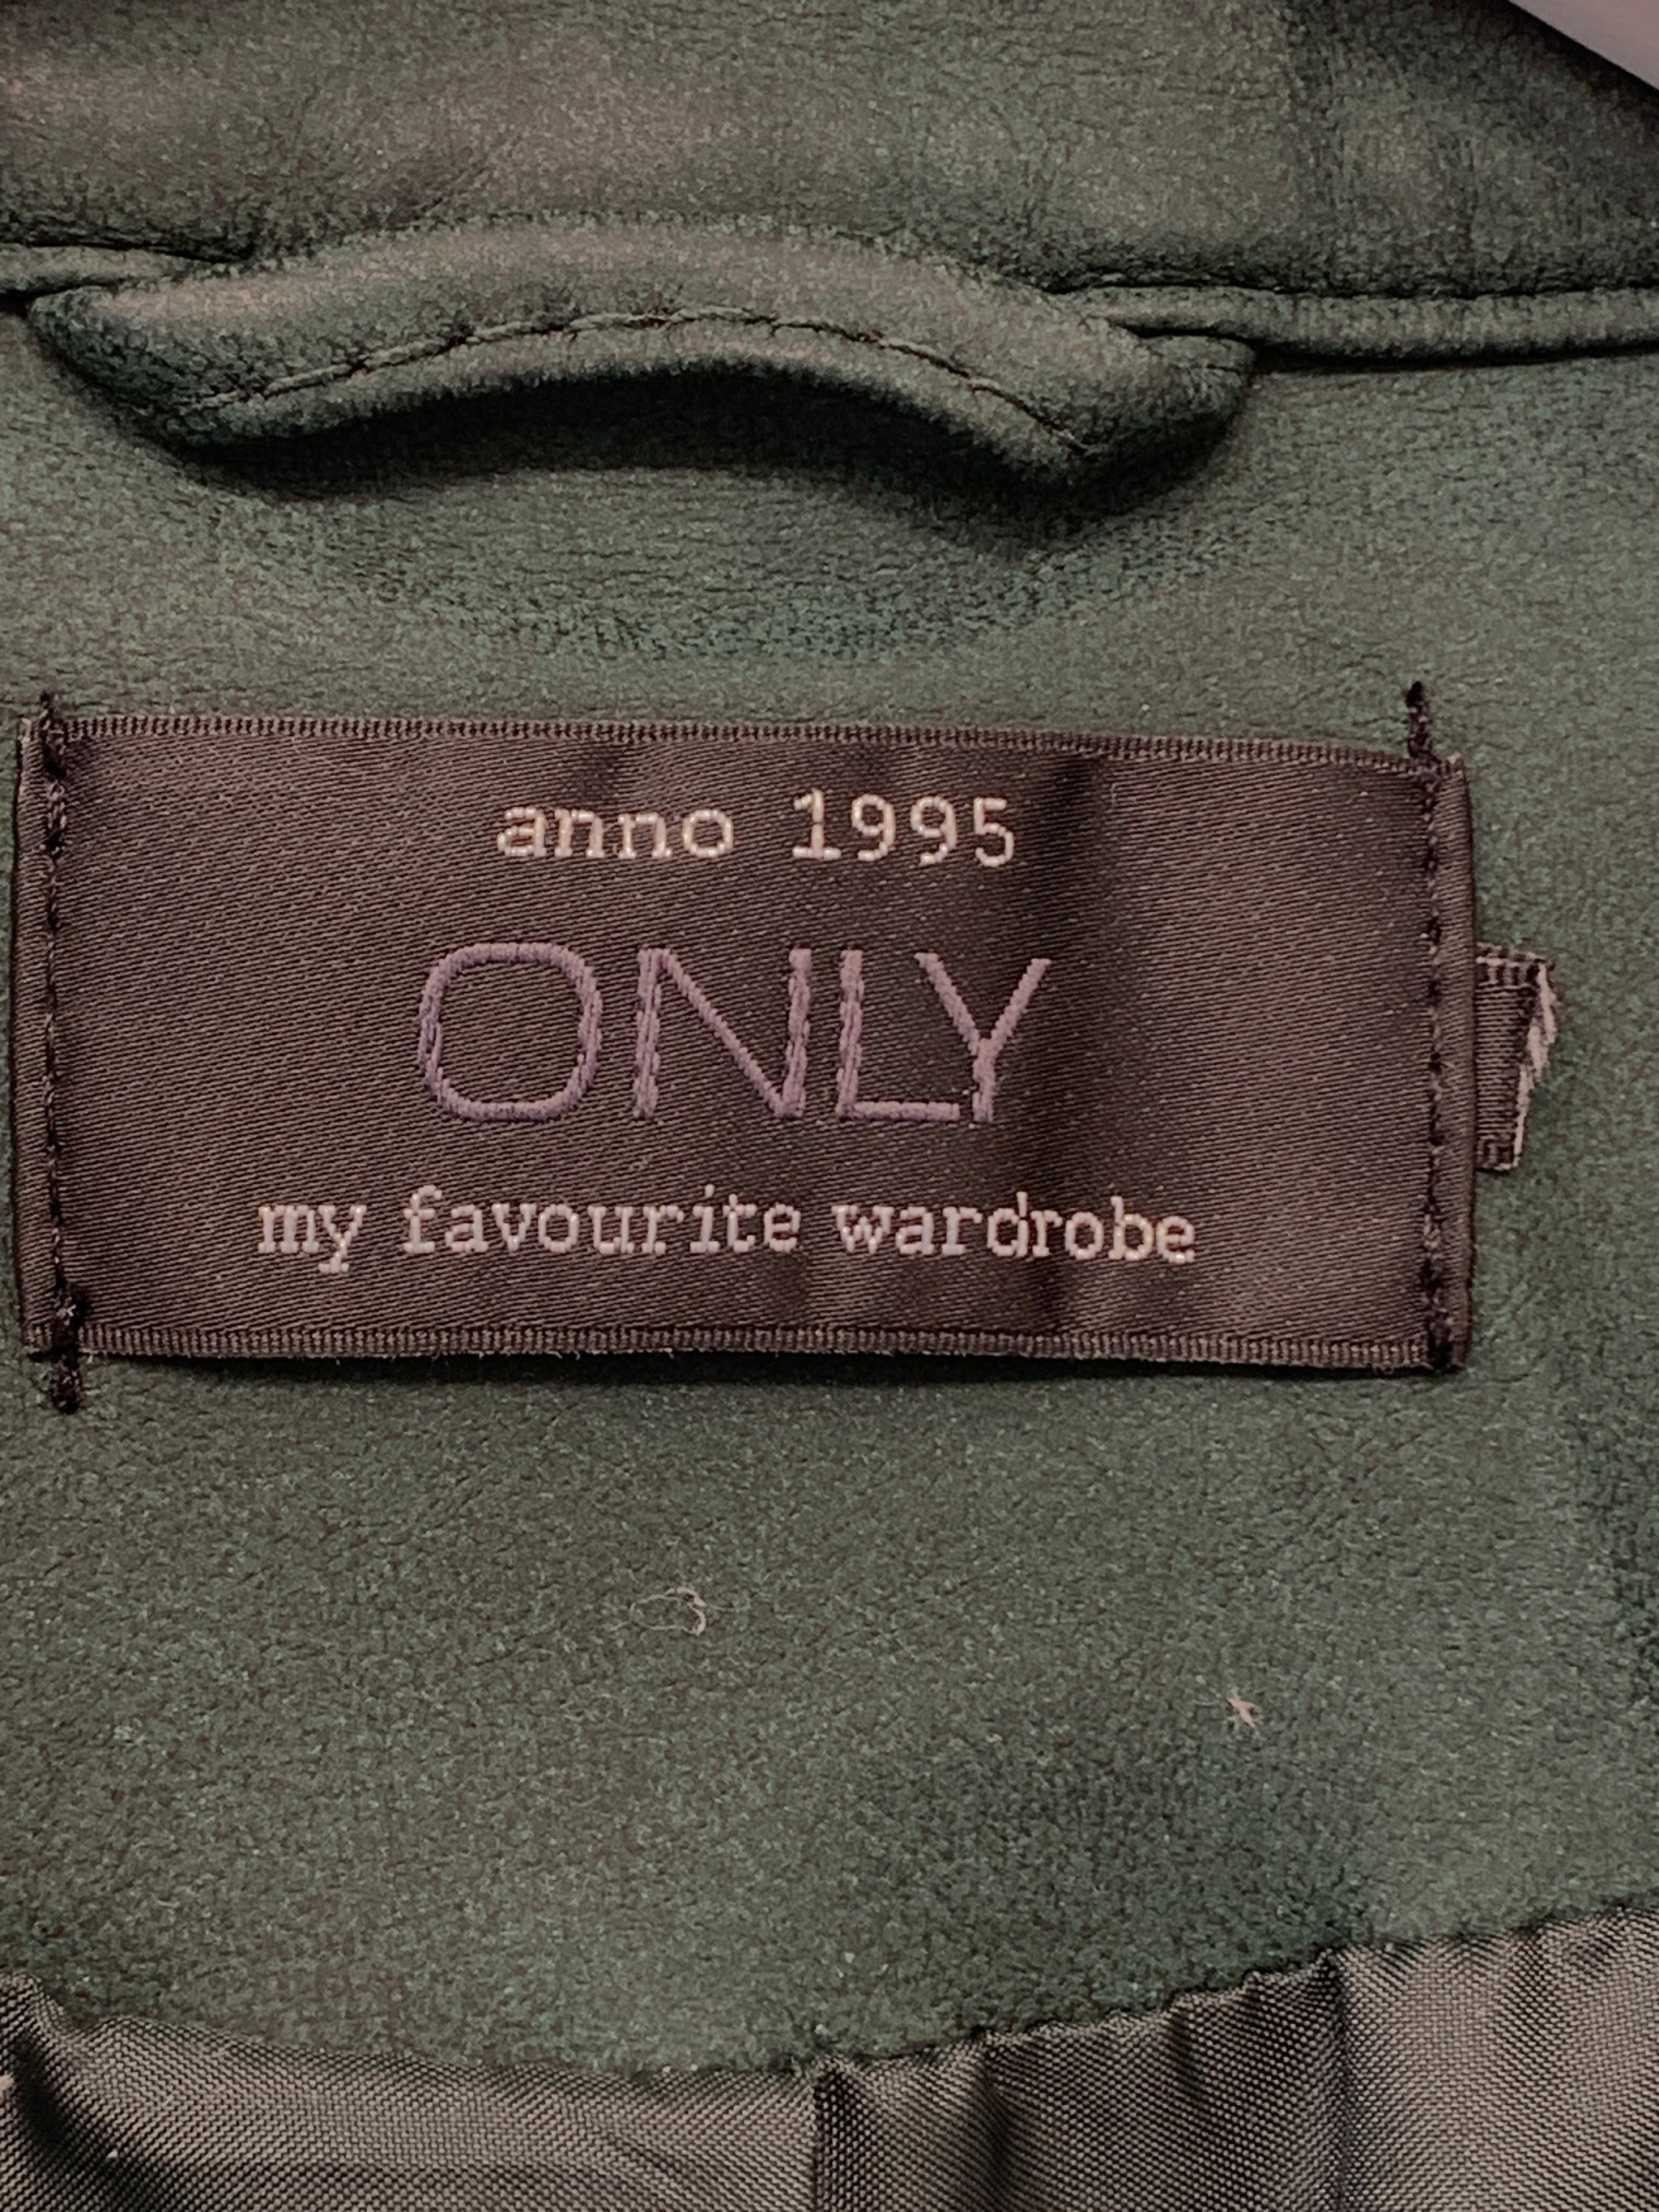 anno 1995
ONLY
my favourite wardrobe